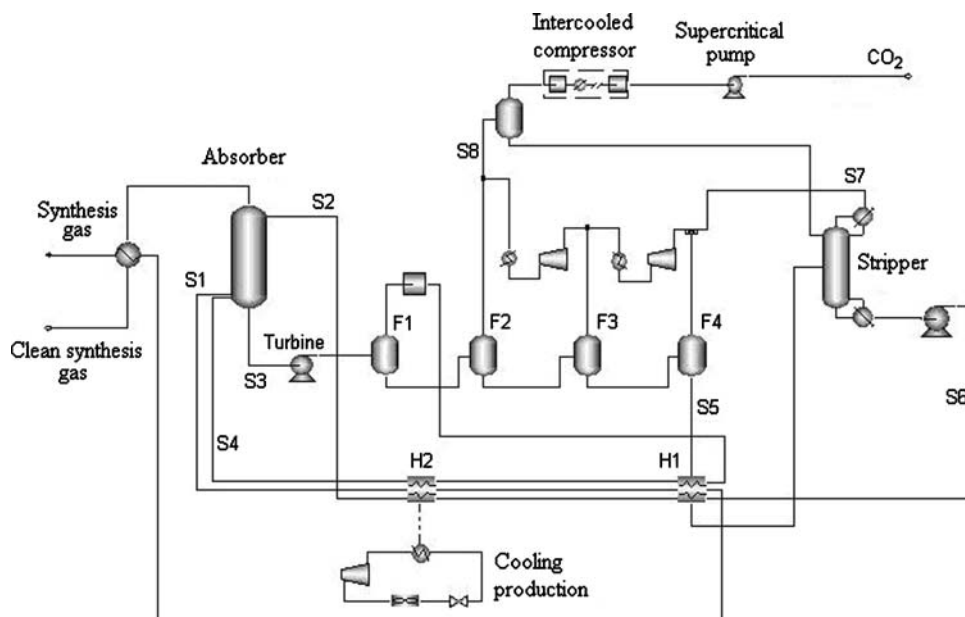 Intercooled
compressor
Supercritical
pump
CO₂
S8
Absorber
S7
S2
Synthesis
gas
S1
Stripper
F1
F2
F3
F4
Turbine
Clean synthesis
gas
S3
S5
S6
S4
H2
H1
Cooling
production